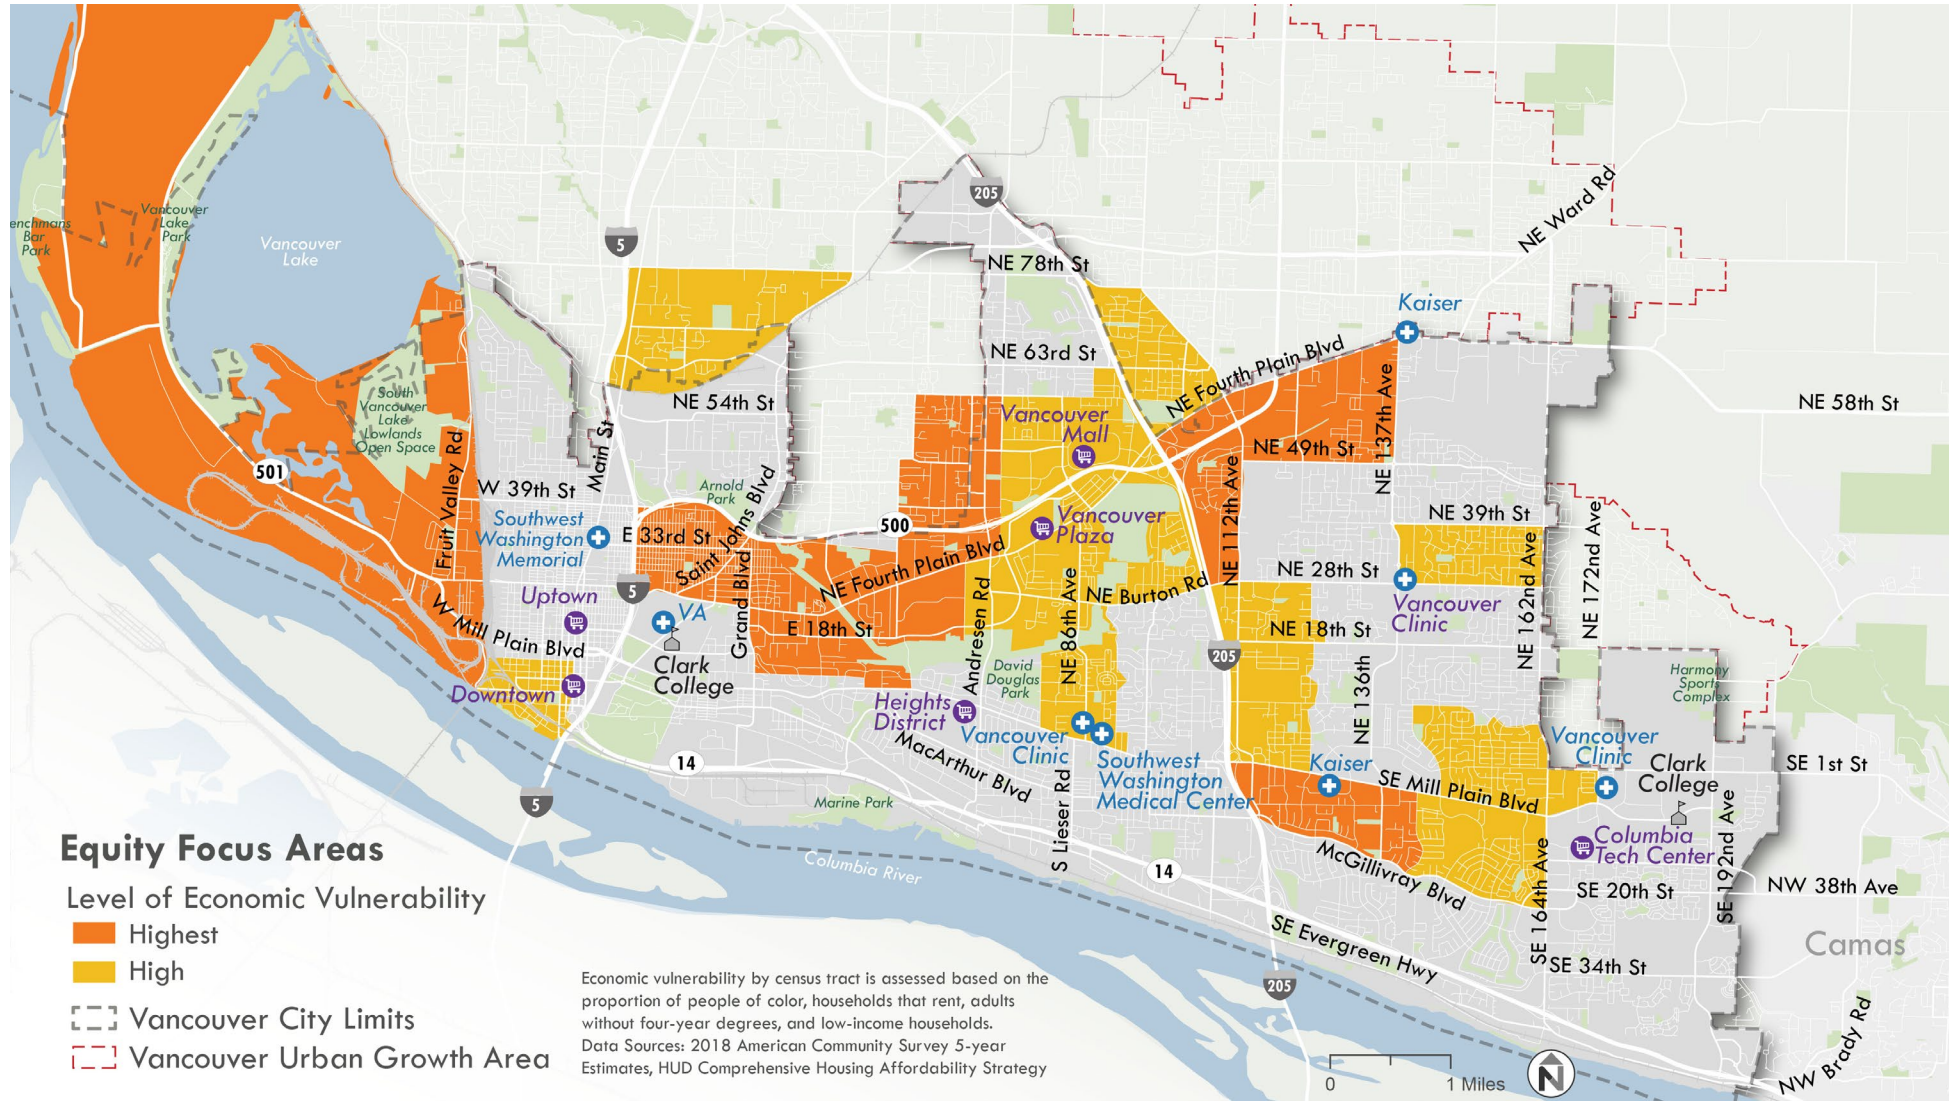 205
NE Ward Rd
enchmans
Bar
Park
Vancouver
Lake
Park
Vancouver
Lake
5
NE 78th St
Kaiser
NE 63rd St
NE Fourth Plain Blvd
NE 137th Ave
NE 58th St
South
Vancouver
Lake
Lowlands
Open Space
NE 54th St
Vancouver
Mall
Main St
NE 49th St
501
Fruit Valley Rd
W 39th St
Arnold
Park
Saint Johns Blvd
NE 112th Ave
NE 39th St
NE 172nd Ave
Southwest
Washington
Memorial
E 33rd St
500
Vancouver
Plaza
NE Fourth Plain Blvd
NE 28th St
NE 162nd Ave
5
Uptown
VA
Grand Blvd
Andresen Rd
NE 86th Ave
NE Burton Rd
Vancouver
Clinic
W Mill Plain Blvd
E 18th St
NE 18th St
205
Clark
College
David
Douglas
Park
NE 136th
Harmony
Sports
Complex
Downtown
Heights
District
Vancouver
Clinic
MacArthur Blvd
Southwest
Washington
Medical Center
Kaiser
SE Mill Plain Blvd
Vancouver
Clinic
Clark
College
SE 1st St
14
5
Marine Park
S Lieser Rd
Columbia River
14
McGillivray Blvd
SE 164th Ave
Columbia
Tech Center
SE 192nd Ave
SE 20th St
NW 38th Ave
SE Evergreen Hwy
Camas
SE 34th St
205
NW Brady Rd
Equity Focus Areas
Level of Economic Vulnerability
Highest
High
Vancouver City Limits
Vancouver Urban Growth Area
Economic vulnerability by census tract is assessed based on the
proportion of people of color, households that rent, adults
without four-year degrees, and low-income households.
Data Sources: 2018 American Community Survey 5-year
Estimates, HUD Comprehensive Housing Affordability Strategy
0
1 Miles
N